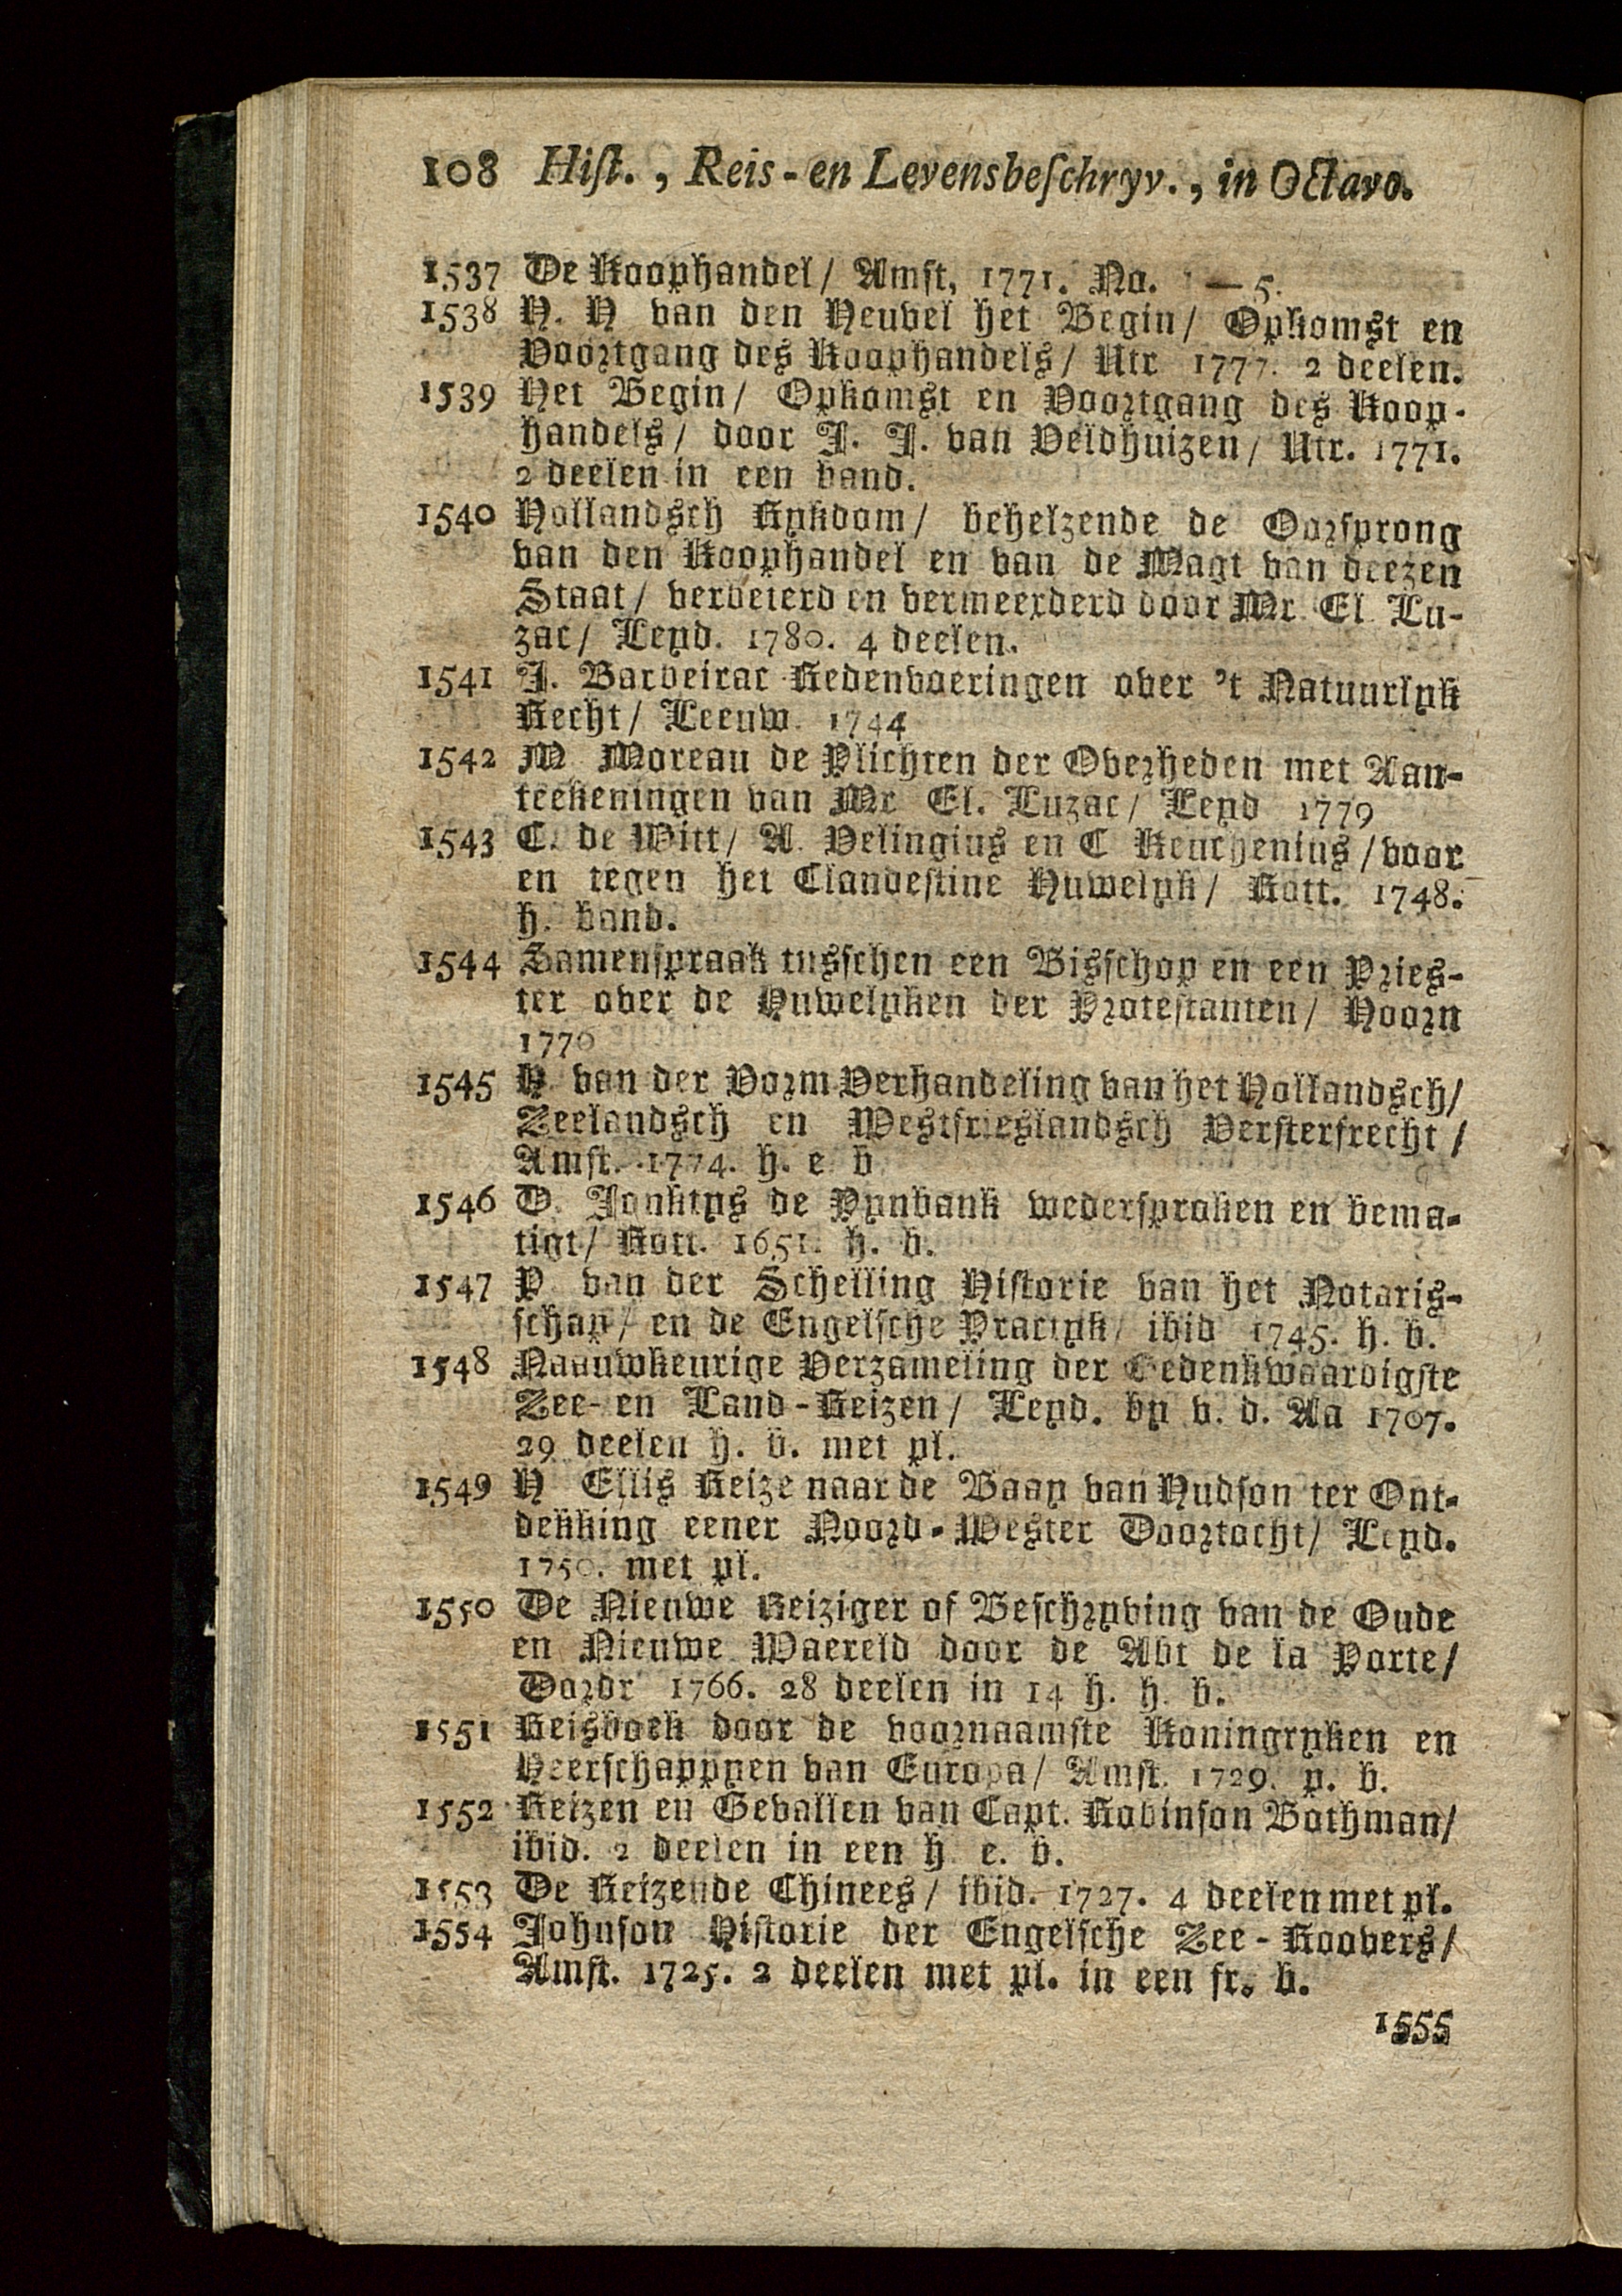 108 Hiſt., Reis- en Levensbeſchryv., in Octavo.
1537 De Koophandel/ Amst, 1771. No. 1 — 5.
1538 H. H van den Heuvel het Begin/ Opkomst en
Voortgang des Koophandels/ Utr 1777. 2 deelen.
1539 Het Begin/ Opkomst en Voortgang des Koop-
handels/ door J. J. van Veldhuizen/ Utr. 1771.
2 deelen in een band.
1540 Hollandsch Rykdom/ behelzende de Oorsprong
van den Koophandel en van de Magt van deezen
Staat/ verbeterd en vermeerderd door Mr. El Lu-
zac/ Leyd. 1780. 4 deelen.
1541 J. Barbeirac Redenvoeringen over 't Natuurlyk
Recht/ Leeuw. 1744
1542 M Moreau de Plichten der Overheden met Aan-
teekeningen van Mr El. Luzac/ Leyd 1779
1543 C. de Witt/ A. Velingius en C Keuchenius/ voor
en tegen het Clandestine Huwelyk/ Rott. 1748.
h. band.
1544 Samenspraak tusschen een Bisschop en een Pries-
ter over de Huwelyken der Protestanten/ Hoorn
1770
1545 H van der Vorm Verhandeling van het Hollandsch/
Zeelandsch en Westfrieslandsch Versterfrecht/
Amst. 1774. h. e b
1546 D. Jonktys de Pynbank wedersproken en bema-
tigt/ Rott. 1651. h. b.
1547 P van der Schelling Historie van het Notaris-
schap/ en de Engelsche Practyk/ ibid 1745. h. b.
1548 Naauwkeurige Verzameling der Gedenkwaardigste
Zee- en Land-Reizen/ Leyd. by v. d. Aa 1707.
29 deelen h. b. met pl.
1549 H Ellis Reize naar de Baay van Hudson ter Ont-
dekking eener Noord-Wester Doortocht/ Leyd.
1750. met pl.
1550 De Nieuwe Reiziger of Beschryving van de Oude
en Nieuwe Waereld door de Abt de la Porte/
Dordr 1766. 28 deelen in 14 h. h. b.
1551 Reisboek door de voornaamste Koningryken en
Heerschappyen van Europa/ Amst. 1729. p. b.
1552 Reizen en Gevallen van Capt. Robinson Bothman/
ibid. 2 deelen in een h e. b.
1553 De Reizende Chinees/ ibid. 1727. 4 deelen met pl.
1554 Johnson Historie der Engelsche Zee-Roovers/
Amst. 1725. 2 deelen met pl. in een fr. b.
1555